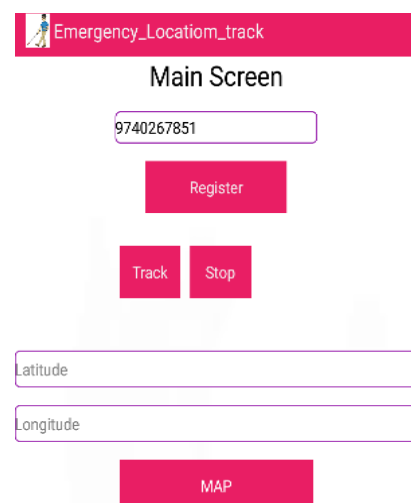 Emergency_Locatiom_track
Main Screen
9740267851
Register
Track Stop
Latitude
Longitude
MAP